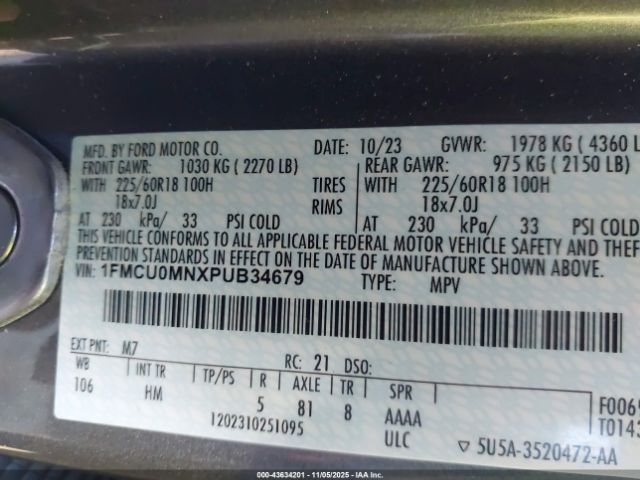 MFD. BY FORD MOTOR CO. DATE: 10/23 GVWR: 1978 KG ( 4360 L
FRONT GAWR: 1030 KG ( 2270 LB) REAR GAWR: 975 KG ( 2150 LB)
WITH 225/60R18 100H TIRES WITH 225/60R18 100H
18x7.0J RIMS 18x7.0J
AT 230 kPa/ 33 PSI COLD AT 230 kPa/ 33 PSI COLD
THIS VEHICLE CONFORMS TO ALL APPLICABLE FEDERAL MOTOR VEHICLE SAFETY AND THEFT
PREVENTION STANDARDS IN EFFECT ON THE DATE OF MANUFACTURE SHOWN ABOVE.
VIN: 1FMCU0MNXPUB34679 TYPE: MPV
EXT PNT: M7 RC: 21 DSO:
WB INT TR TP/PS R AXLE TR SPR
106 HM 5 81 8 AAAA F0069
1202310251095 ULC T0143
▽ 5U5A-3520472-AA
000-43634201 - 11/05/2025 - IAAI.COM